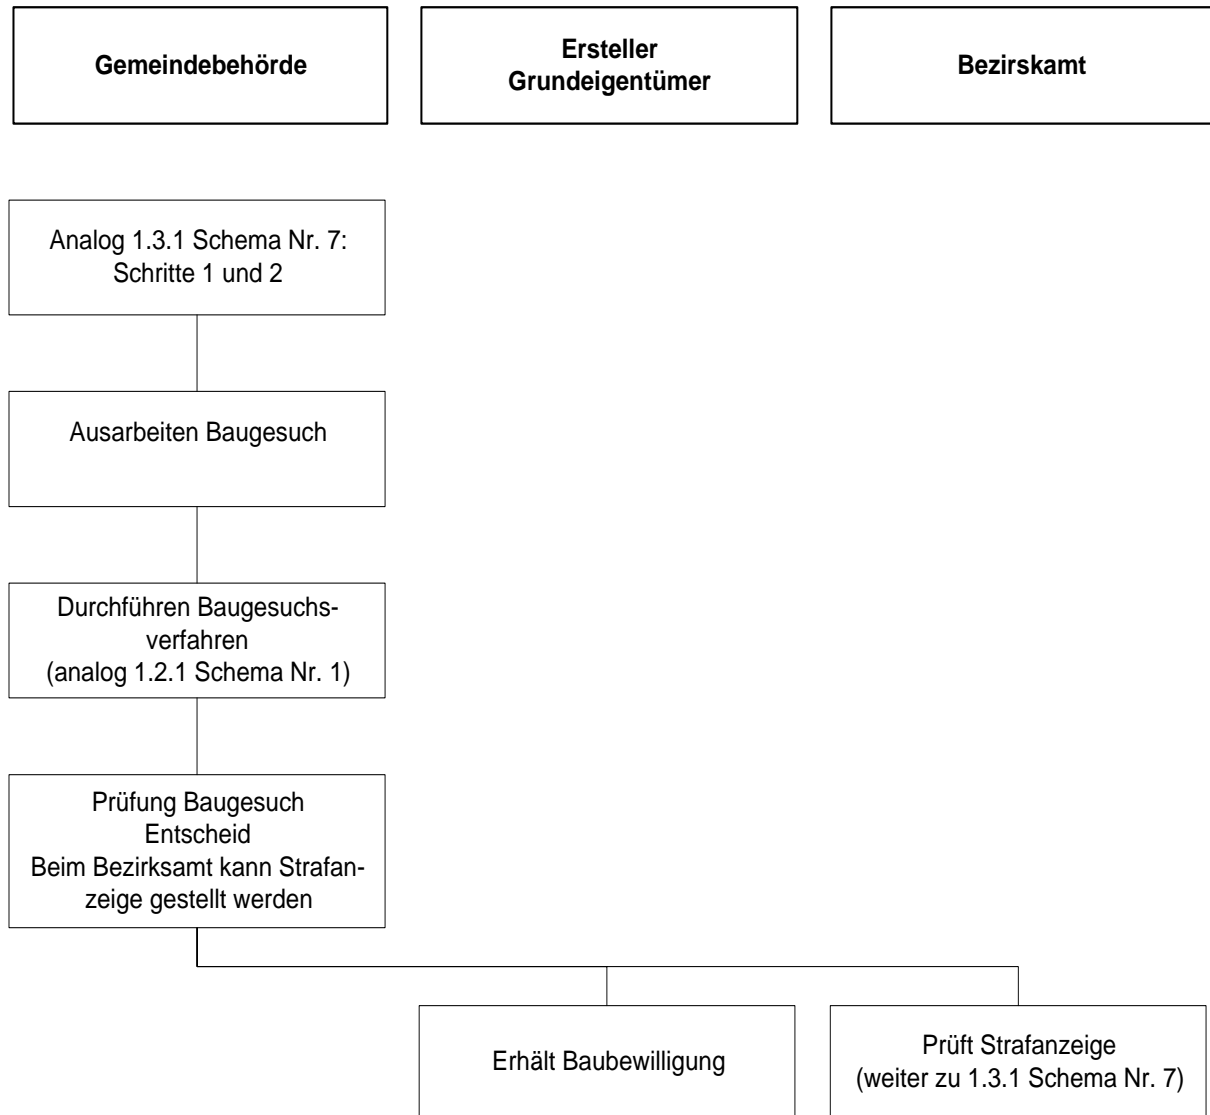 Gemeindebehörde
Ersteller
Grundeigentümer
Bezirskamt
Analog 1.3.1 Schema Nr. 7:
Schritte 1 und 2
Ausarbeiten Baugesuch
Durchführen Baugesuchs-
verfahren
(analog 1.2.1 Schema Nr. 1)
Prüfung Baugesuch
Entscheid
Beim Bezirksamt kann Strafan-
zeige gestellt werden
Erhält Baubewilligung
Prüft Strafanzeige
(weiter zu 1.3.1 Schema Nr. 7)